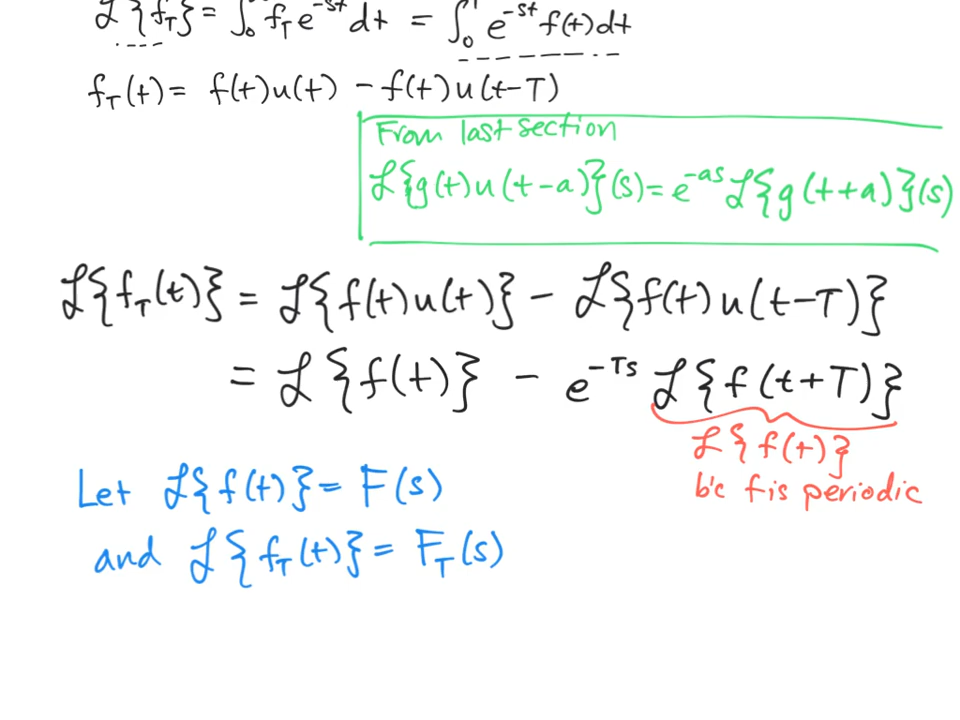 ℒ{f_T} = ∫₀ f_T e^{-st} dt = ∫₀ e^{-st} f(t) dt
f_T(t) = f(t)u(t) - f(t)u(t-T)
From last section
ℒ{g(t)u(t-a)}(s) = e^{-as} ℒ{g(t+a)}(s)
ℒ{f_T(t)} = ℒ{f(t)u(t)} - ℒ{f(t)u(t-T)}
= ℒ{f(t)} - e^{-Ts} ℒ{f(t+T)}
ℒ{f(t)}
b'c f is periodic
Let ℒ{f(t)} = F(s)
and ℒ{f_T(t)} = F_T(s)